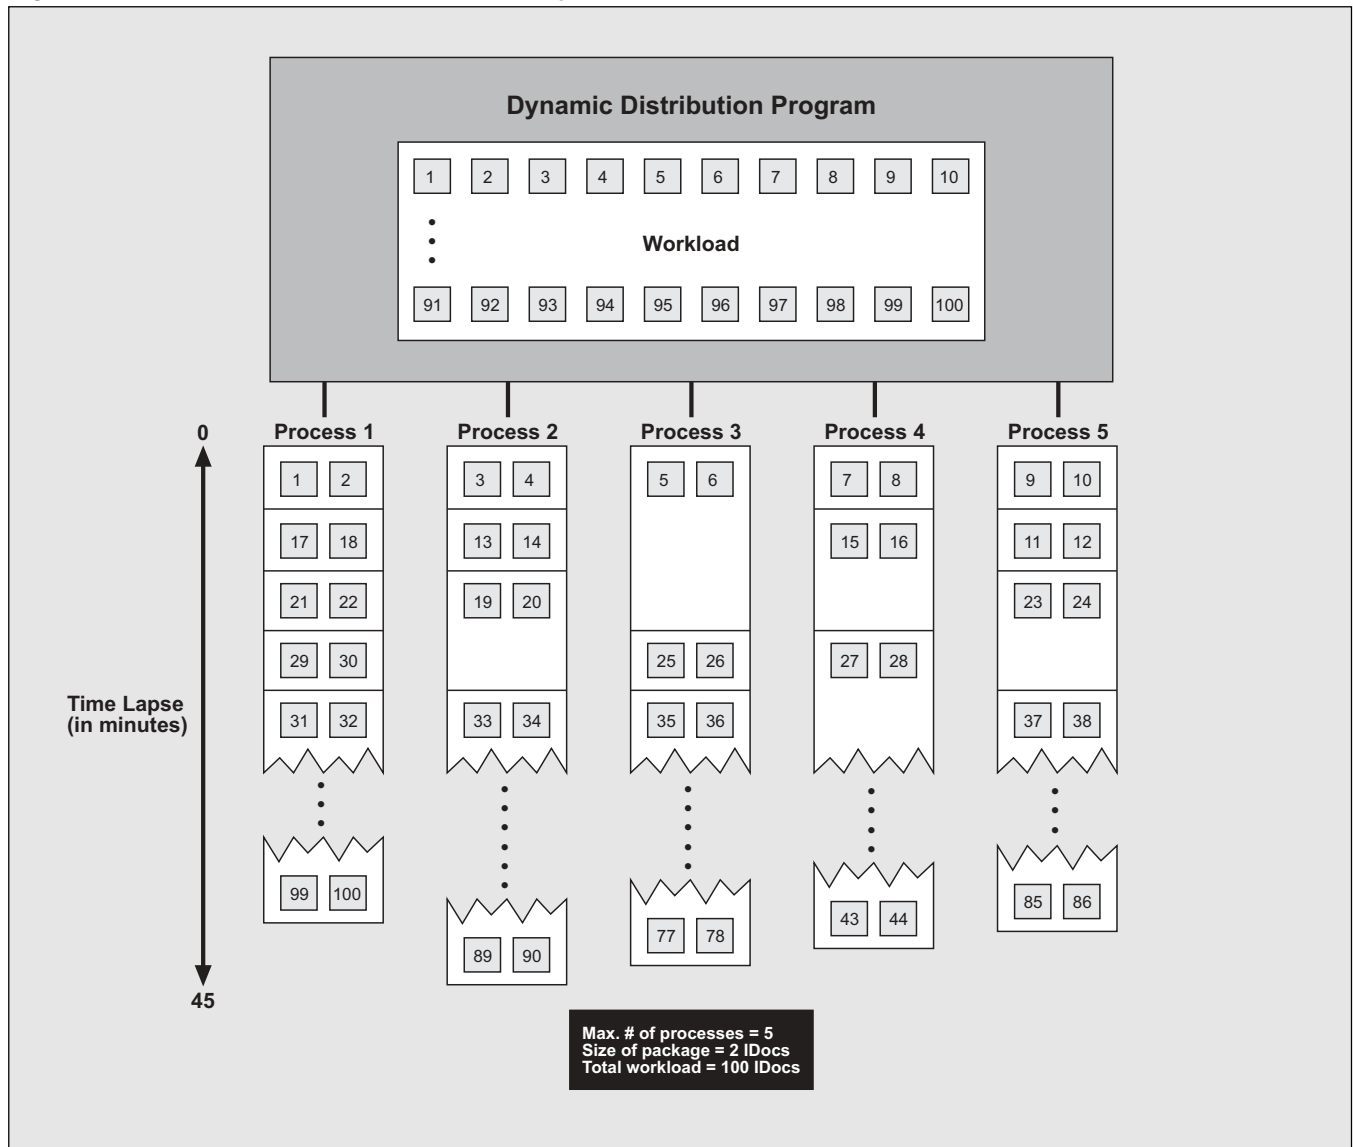 Dynamic Distribution Program
1 2 3 4 5 6 7 8 9 10
Workload
91 92 93 94 95 96 97 98 99 100
0 Process 1 Process 2 Process 3 Process 4 Process 5
1 2 3 4 5 6 7 8 9 10
17 18 13 14 15 16 11 12
21 22 19 20 23 24
29 30 25 26 27 28
Time Lapse
(in minutes)
31 32 33 34 35 36 37 38
99 100 89 90 77 78 43 44 85 86
45
Max. # of processes = 5
Size of package = 2 IDocs
Total workload = 100 IDocs